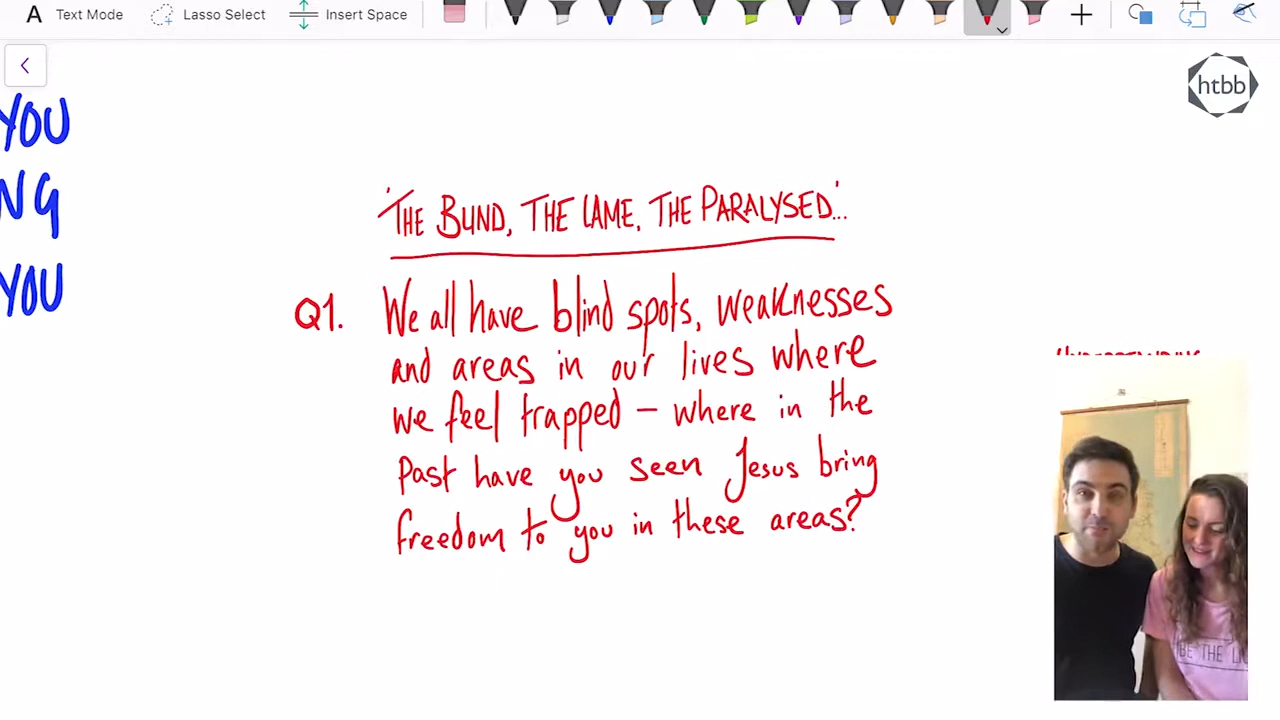 A Text Mode Lasso Select Insert Space
htbb
YOU
NG
YOU
'THE BLIND, THE LAME, THE PARALYSED...'
Q1. We all have blind spots, weaknesses
and areas in our lives where
we feel trapped – where in the
Past have you seen Jesus bring
freedom to you in these areas?
BE THE LI